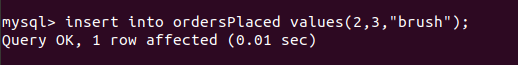 mysql> insert into ordersPlaced values(2,3,"brush");
Query OK, 1 row affected (0.01 sec)